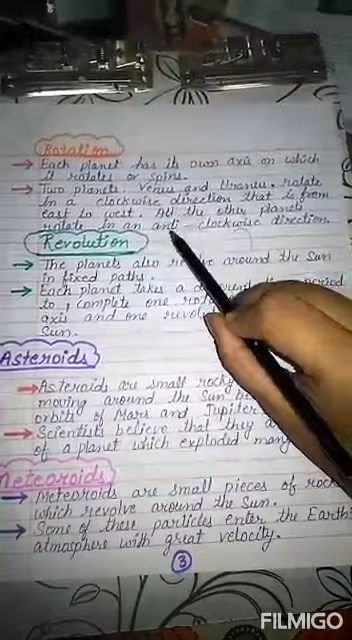 Rotation
→ Each planet has its own axis on which
it rotates or spins.
→ Two planets, Venus and Uranus, rotate
in a clockwise direction that is from
east to west. All the other planets
rotate in an anti-clockwise direction.
Revolution
→ The planets also revolve around the Sun
in fixed paths.
→ Each planet takes a period
to complete one
axis and one
Sun.
Asteroids
→ Asteroids are small rocky
moving around the Sun
orbits of Mars and Jupiter
→ Scientists believe that they
of a planet which exploded many
Meteoroids
→ Meteoroids are small pieces of rock
which revolve around the Sun.
→ Some of these particles enter the Earth
atmosphere with great velocity.
3
FILMIGO